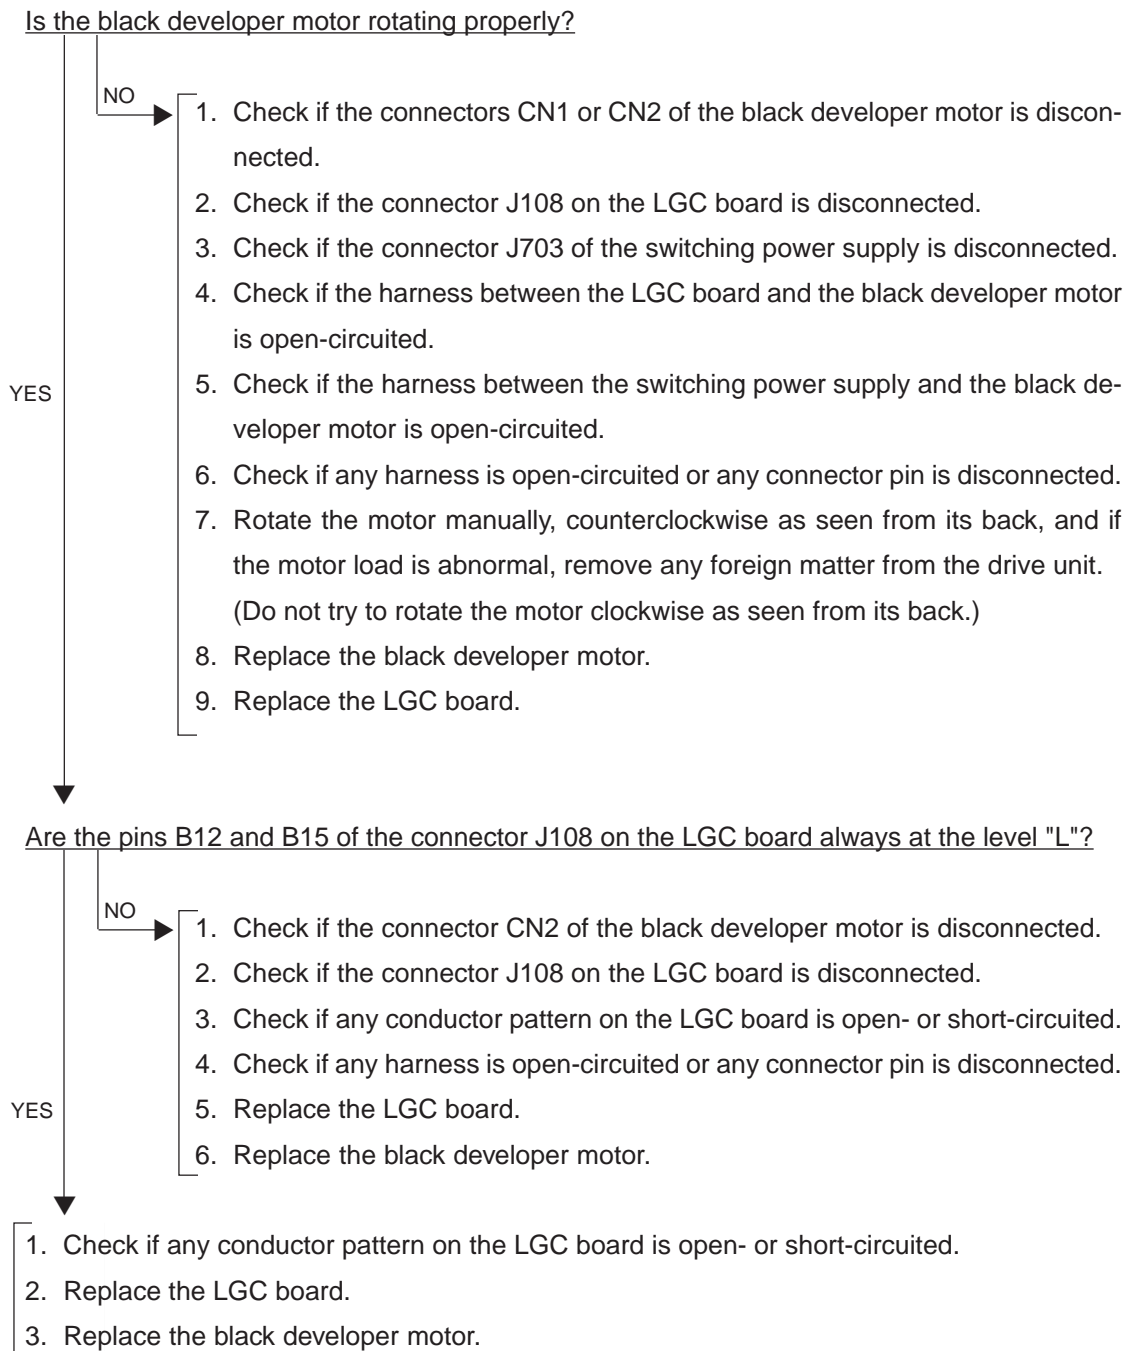 Is the black developer motor rotating properly?
NO
1. Check if the connectors CN1 or CN2 of the black developer motor is discon-
nected.
2. Check if the connector J108 on the LGC board is disconnected.
3. Check if the connector J703 of the switching power supply is disconnected.
4. Check if the harness between the LGC board and the black developer motor
is open-circuited.
5. Check if the harness between the switching power supply and the black de-
veloper motor is open-circuited.
6. Check if any harness is open-circuited or any connector pin is disconnected.
7. Rotate the motor manually, counterclockwise as seen from its back, and if
the motor load is abnormal, remove any foreign matter from the drive unit.
(Do not try to rotate the motor clockwise as seen from its back.)
8. Replace the black developer motor.
9. Replace the LGC board.
YES
Are the pins B12 and B15 of the connector J108 on the LGC board always at the level "L"?
NO
1. Check if the connector CN2 of the black developer motor is disconnected.
2. Check if the connector J108 on the LGC board is disconnected.
3. Check if any conductor pattern on the LGC board is open- or short-circuited.
4. Check if any harness is open-circuited or any connector pin is disconnected.
5. Replace the LGC board.
6. Replace the black developer motor.
YES
1. Check if any conductor pattern on the LGC board is open- or short-circuited.
2. Replace the LGC board.
3. Replace the black developer motor.